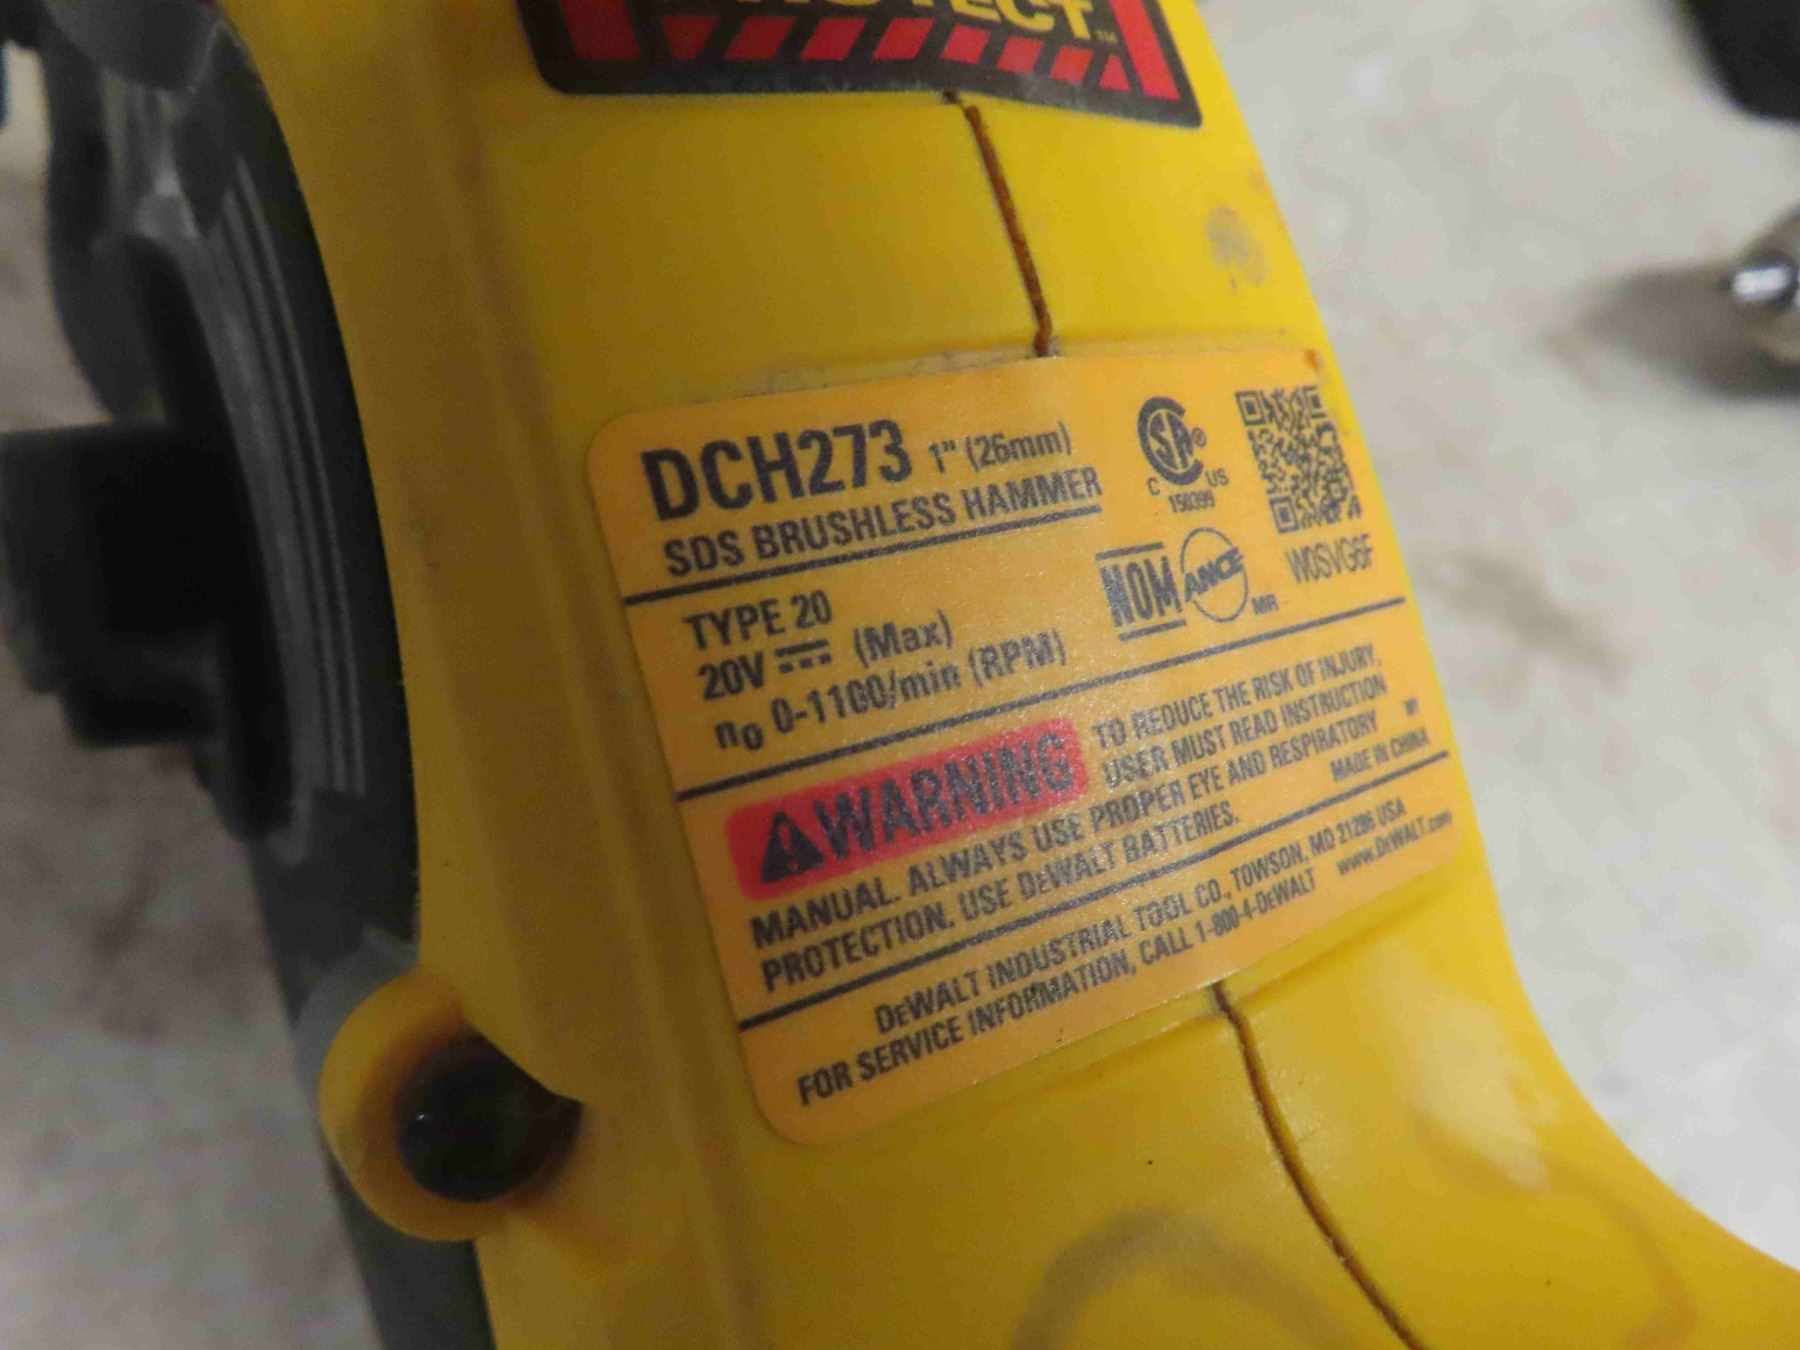 PROTECT™
DCH273 1" (26mm)
SDS BRUSHLESS HAMMER
CSA®
C US
150399
TYPE 20
20V (Max)
n₀ 0-1100/min (RPM)
NOM ANCE MR
W0SVG6F
WARNING TO REDUCE THE RISK OF INJURY,
USER MUST READ INSTRUCTION
MANUAL. ALWAYS USE PROPER EYE AND RESPIRATORY
PROTECTION. USE DEWALT BATTERIES.
MADE IN CHINA
DEWALT INDUSTRIAL TOOL CO., TOWSON, MD 21286 USA
FOR SERVICE INFORMATION, CALL 1-800-4-DEWALT www.DEWALT.com